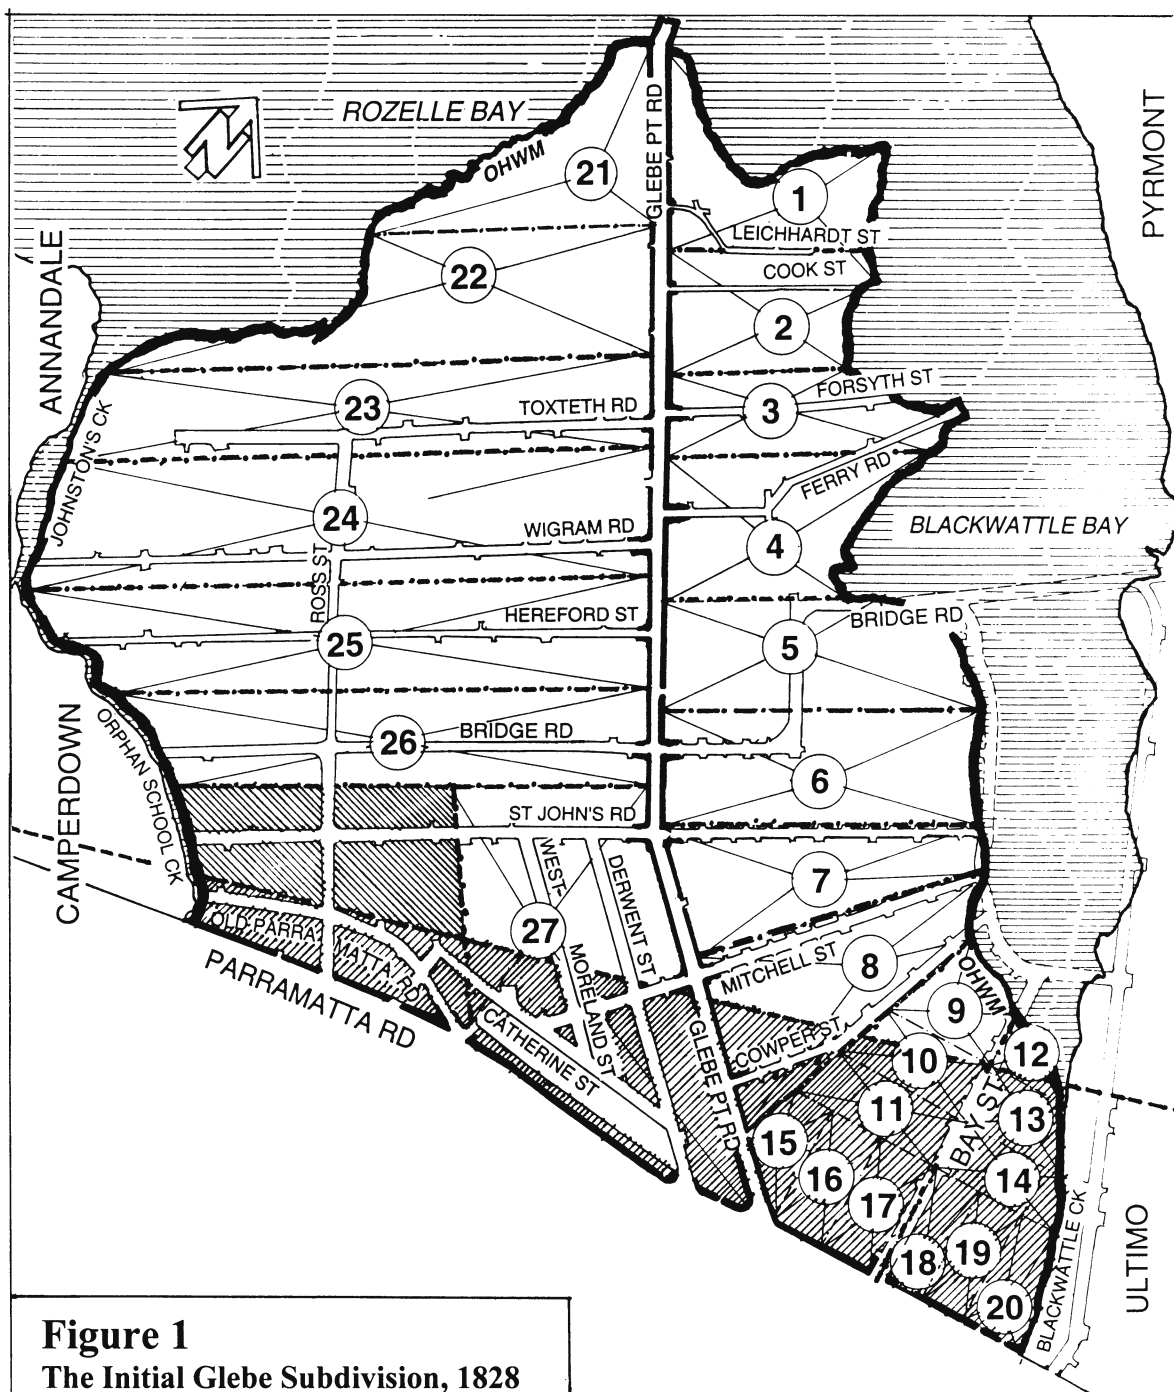 ROZELLE BAY
OHWM
GLEBE PT RD
PYRMONT
21
1
LEICHHARDT ST
COOK ST
ANNANDALE
22
2
FORSYTH ST
23
TOXTETH RD
3
JOHNSTON'S CK
FERRY RD
24
WIGRAM RD
4
BLACKWATTLE BAY
ROSS ST
HEREFORD ST
BRIDGE RD
25
5
ORPHAN SCHOOL CK
CAMPERDOWN
26
BRIDGE RD
6
ST JOHN'S RD
WEST-
MORELAND ST
DERWENT ST
7
27
OLD PARRAMATTA RD
PARRAMATTA RD
MITCHELL ST
8
OHWM
9
CATHERINE ST
GLEBE PT RD
COWPER ST
10
12
11
BAY ST
13
15
16
14
17
18
19
20
BLACKWATTLE CK
ULTIMO
Figure 1
The Initial Glebe Subdivision, 1828